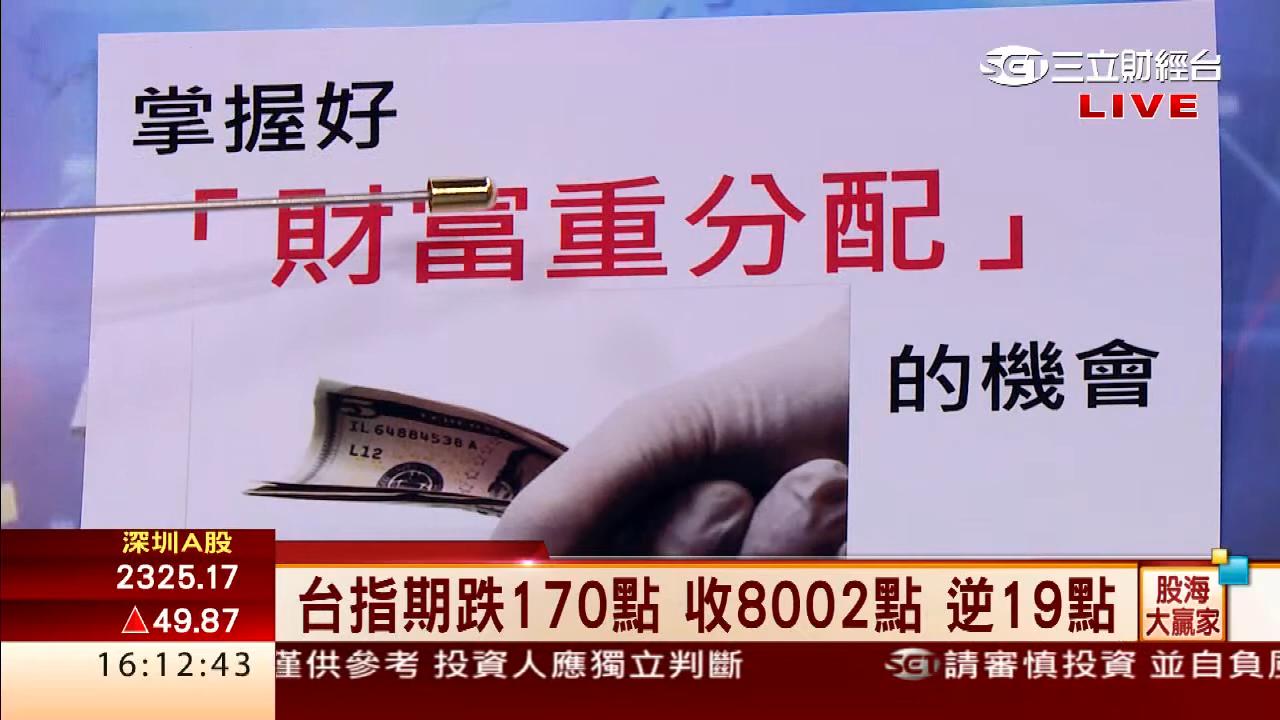 掌握好
「財富重分配」
的機會
SET 三立財經台
LIVE
IL 64884538 A
L12
深圳A股
2325.17
△49.87
16:12:43
台指期跌170點 收8002點 逆19點
股海
大贏家
僅供參考 投資人應獨立判斷 SET 請審慎投資 並自負